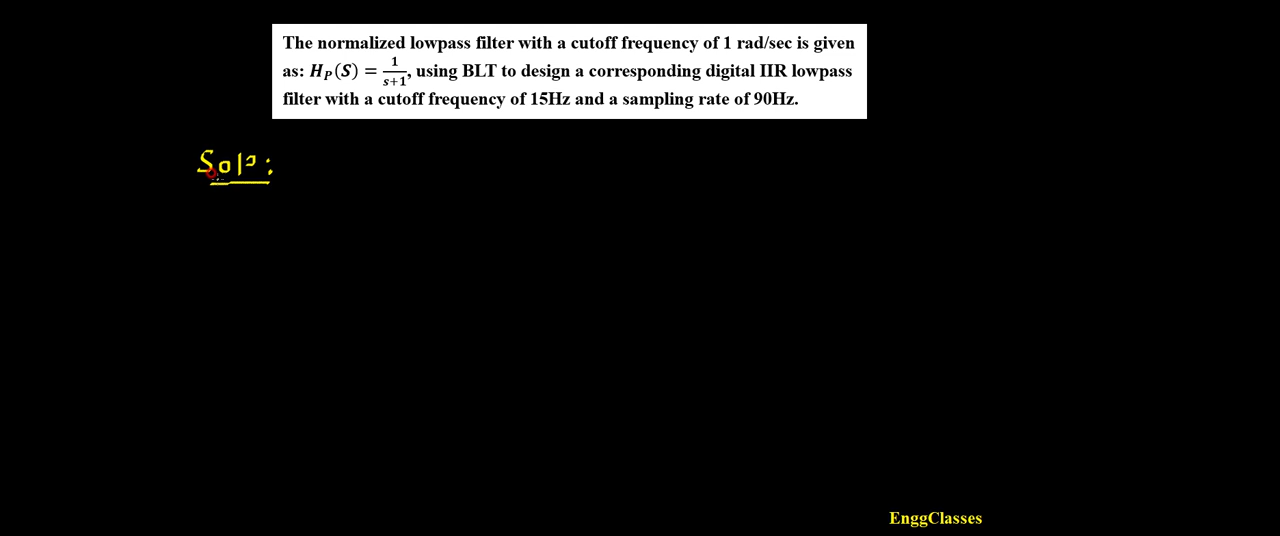 The normalized lowpass filter with a cutoff frequency of 1 rad/sec is given
as: H_P(S) = 1/(s+1), using BLT to design a corresponding digital IIR lowpass
filter with a cutoff frequency of 15Hz and a sampling rate of 90Hz.
Soln:
EnggClasses